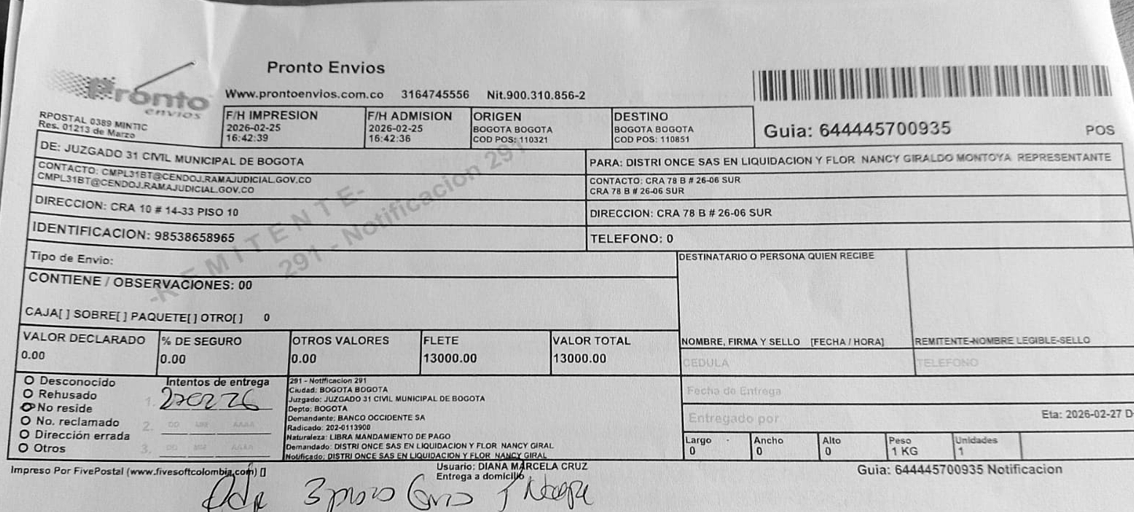 Pronto Envios
Pronto
envios
Www.prontoenvios.com.co 3164745556 Nit.900.310.856-2
RPOSTAL 0389 MINTIC
Res. 01213 de Marzo
F/H IMPRESION
2026-02-25
16:42:39
F/H ADMISION
2026-02-25
16:42:36
ORIGEN
BOGOTA BOGOTA
COD POS: 110321
DESTINO
BOGOTA BOGOTA
COD POS: 110851
Guia: 644445700935
POS
DE: JUZGADO 31 CIVIL MUNICIPAL DE BOGOTA
CONTACTO: CMPL31BT@CENDOJ.RAMAJUDICIAL.GOV.CO
CMPL31BT@CENDOJ.RAMAJUDICIAL.GOV.CO
DIRECCION: CRA 10 # 14-33 PISO 10
IDENTIFICACION: 98538658965
PARA: DISTRI ONCE SAS EN LIQUIDACION Y FLOR NANCY GIRALDO MONTOYA REPRESENTANTE
CONTACTO: CRA 78 B # 26-06 SUR
CRA 78 B # 26-06 SUR
DIRECCION: CRA 78 B # 26-06 SUR
TELEFONO: 0
-REMITENTE-
291 - Notificacion 291
Tipo de Envio:
CONTIENE / OBSERVACIONES: 00
CAJA[ ] SOBRE[ ] PAQUETE[ ] OTRO[ ] 0
DESTINATARIO O PERSONA QUIEN RECIBE
NOMBRE, FIRMA Y SELLO [FECHA / HORA]
REMITENTE-NOMBRE LEGIBLE-SELLO
VALOR DECLARADO
0.00
% DE SEGURO
0.00
OTROS VALORES
0.00
FLETE
13000.00
VALOR TOTAL
13000.00
CEDULA
TELEFONO
Fecha de Entrega
Entregado por
Eta: 2026-02-27 D
Desconocido
Rehusado
No reside
No. reclamado
Dirección errada
Otros
Intentos de entrega
1.
2. DD MM AAAA
3. DD MM AAAA
291 - Notificacion 291
Ciudad: BOGOTA BOGOTA
Juzgado: JUZGADO 31 CIVIL MUNICIPAL DE BOGOTA
Depto: BOGOTA
Demandante: BANCO OCCIDENTE SA
Radicado: 202-0113900
Naturaleza: LIBRA MANDAMIENTO DE PAGO
Demandado: DISTRI ONCE SAS EN LIQUIDACION Y FLOR NANCY GIRAL
Notificado: DISTRI ONCE SAS EN LIQUIDACION Y FLOR NANCY GIRAL
Largo
0
Ancho
0
Alto
0
Peso
1 KG
Unidades
1
Impreso Por FivePostal (www.fivesoftcolombia.com) []
Usuario: DIANA MARCELA CRUZ
Entrega a domicilio
Guia: 644445700935 Notificacion
3 pisos